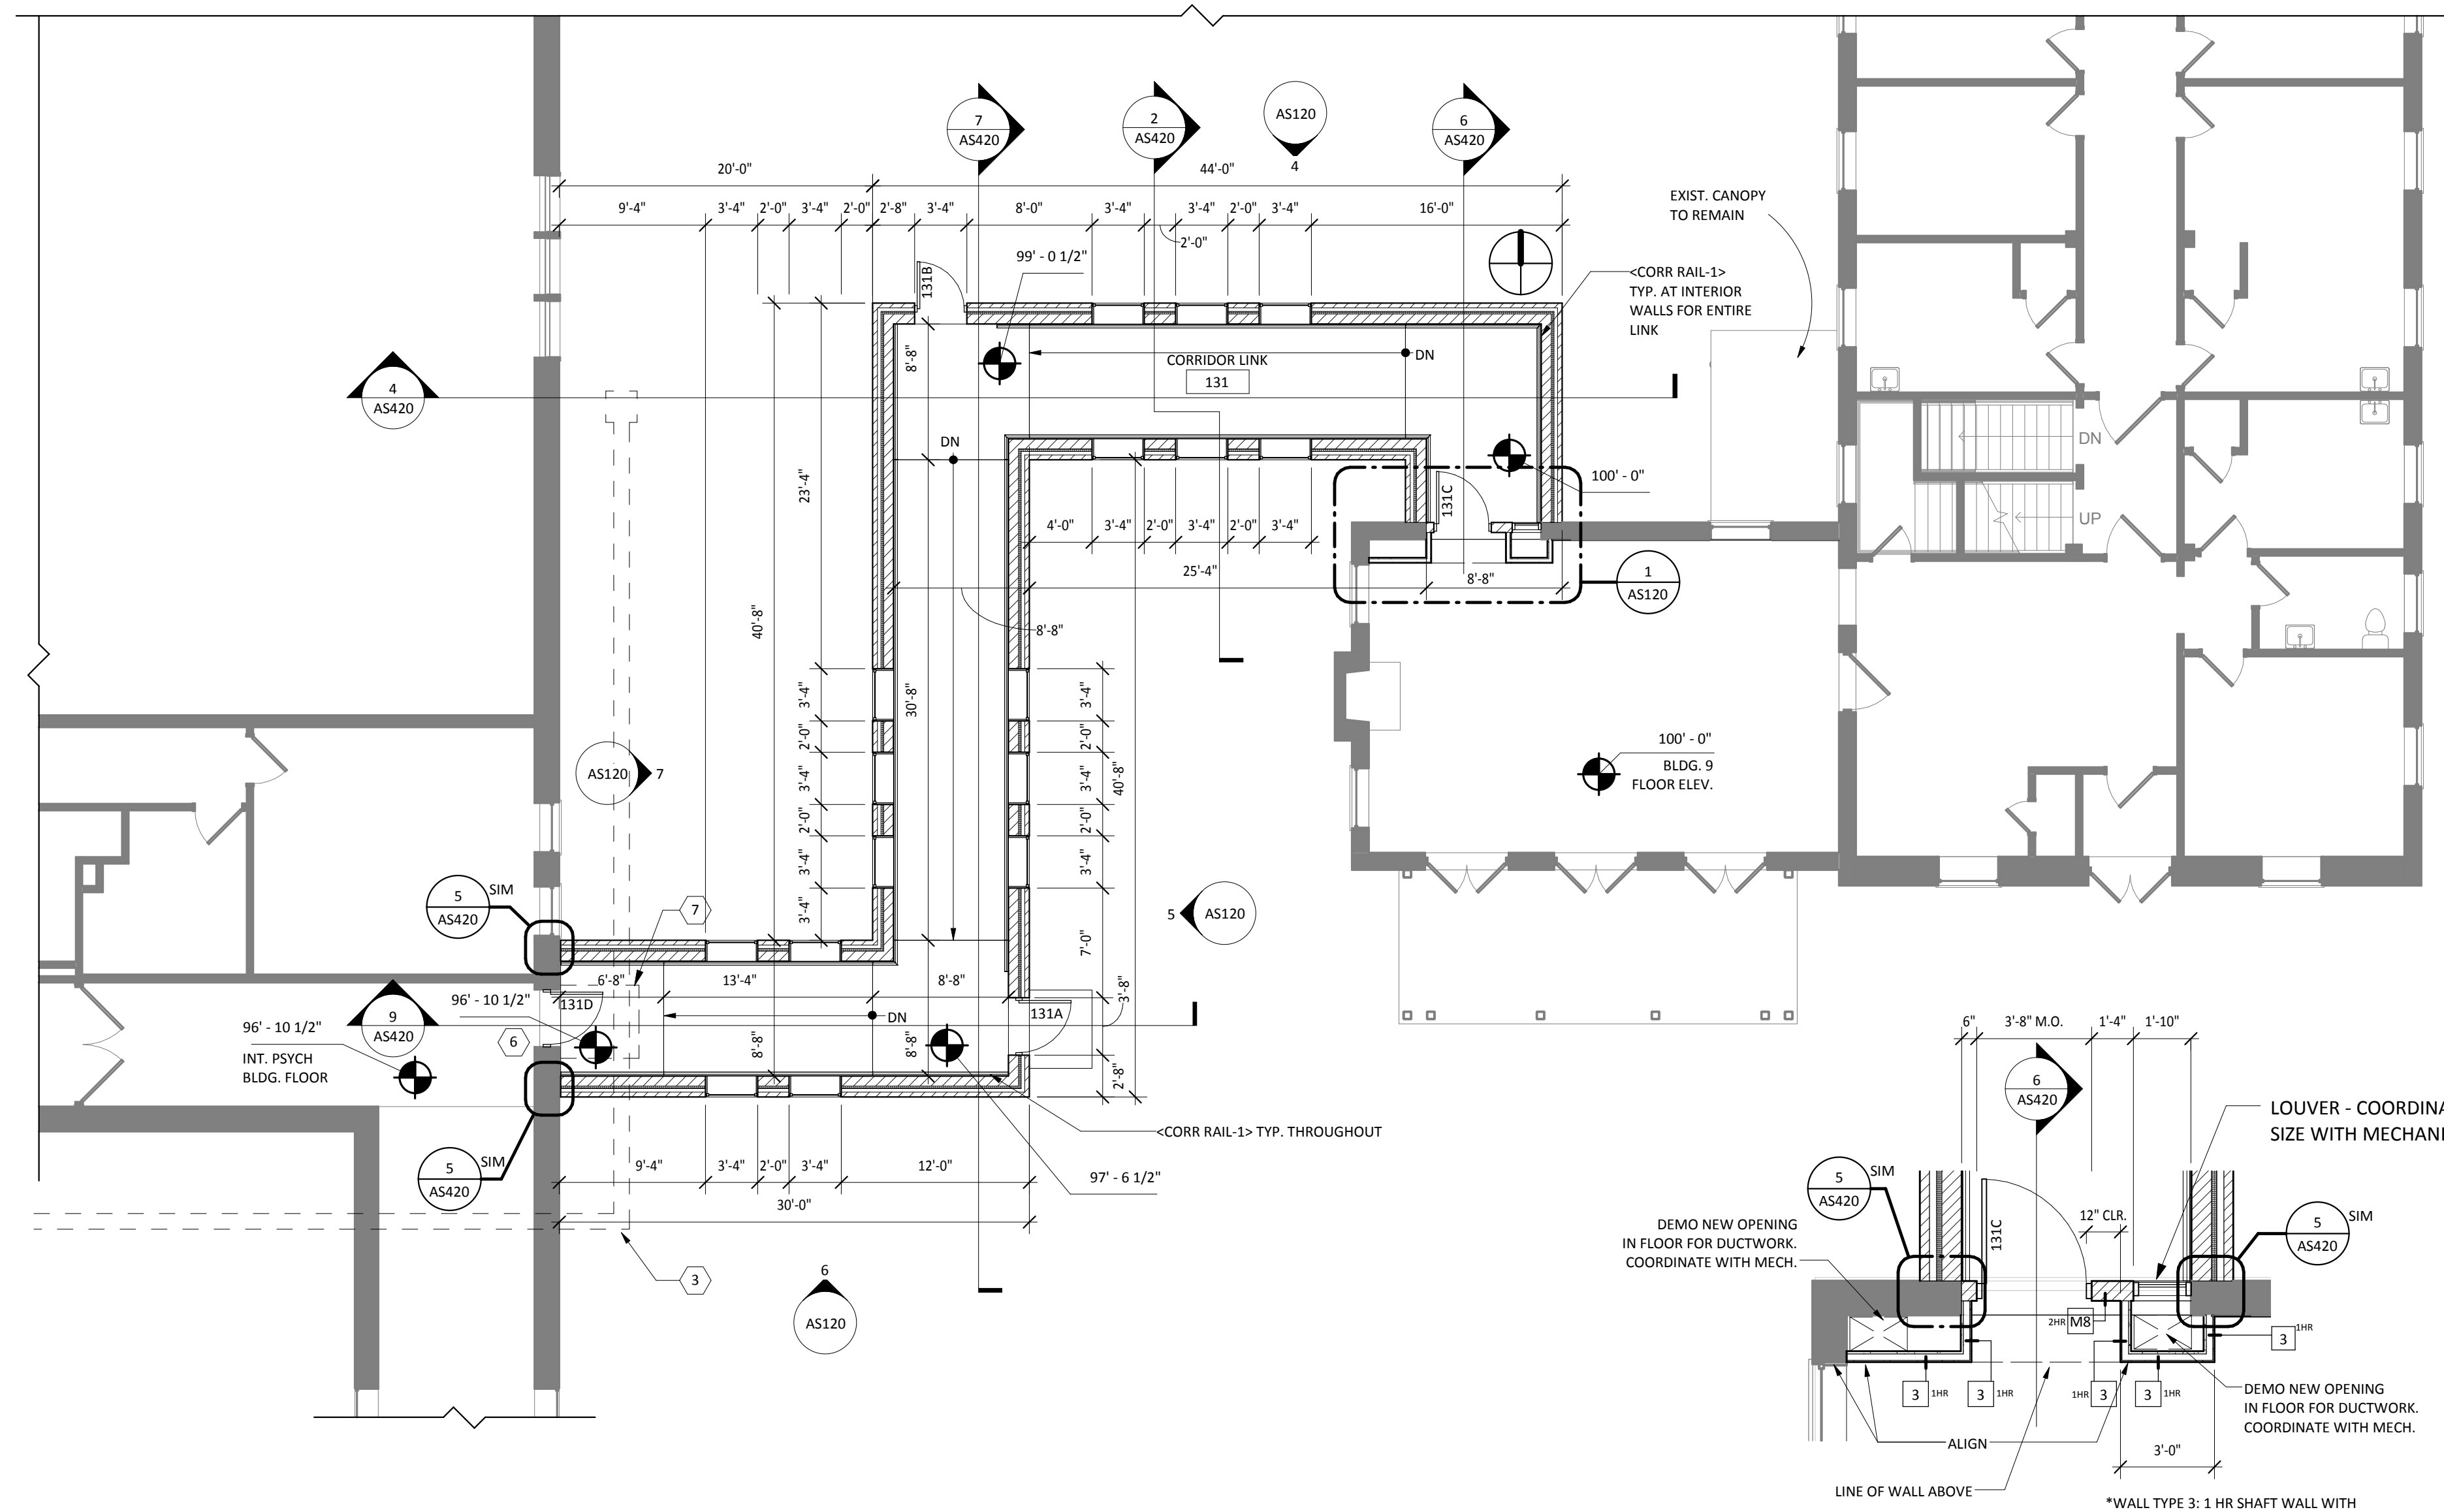 7
AS420
2
AS420
AS120
4
6
AS420
20'-0"
44'-0"
9'-4"
3'-4"
2'-0"
3'-4"
2'-0"
2'-8"
3'-4"
8'-0"
3'-4"
3'-4"
2'-0"
3'-4"
16'-0"
2'-0"
EXIST. CANOPY
TO REMAIN
99' - 0 1/2"
131B
<CORR RAIL-1>
TYP. AT INTERIOR
WALLS FOR ENTIRE
LINK
8'-8"
CORRIDOR LINK
131
DN
4
AS420
DN
DN
UP
23'-4"
100' - 0"
131C
4'-0"
3'-4"
2'-0"
3'-4"
2'-0"
3'-4"
25'-4"
8'-8"
1
AS120
8'-8"
40'-8"
30'-8"
3'-4"
2'-0"
3'-4"
2'-0"
3'-4"
3'-4"
3'-4"
2'-0"
3'-4"
2'-0"
3'-4"
40'-8"
7'-0"
3'-8"
2'-8"
AS120
7
100' - 0"
BLDG. 9
FLOOR ELEV.
5
AS420
SIM
7
5
AS120
6'-8"
13'-4"
8'-8"
96' - 10 1/2"
131D
DN
131A
9
AS420
6
96' - 10 1/2"
INT. PSYCH
BLDG. FLOOR
8'-8"
8'-8"
<CORR RAIL-1> TYP. THROUGHOUT
5
AS420
SIM
9'-4"
3'-4"
2'-0"
3'-4"
12'-0"
97' - 6 1/2"
30'-0"
3
6
AS120
6"
3'-8" M.O.
1'-4"
1'-10"
6
AS420
LOUVER - COORDINA
SIZE WITH MECHANI
5
AS420
SIM
12" CLR.
131C
5
AS420
SIM
DEMO NEW OPENING
IN FLOOR FOR DUCTWORK.
COORDINATE WITH MECH.
2HR
M8
3
1HR
3
1HR
3
1HR
1HR
3
3
1HR
DEMO NEW OPENING
IN FLOOR FOR DUCTWORK.
COORDINATE WITH MECH.
ALIGN
3'-0"
LINE OF WALL ABOVE
*WALL TYPE 3: 1 HR SHAFT WALL WITH